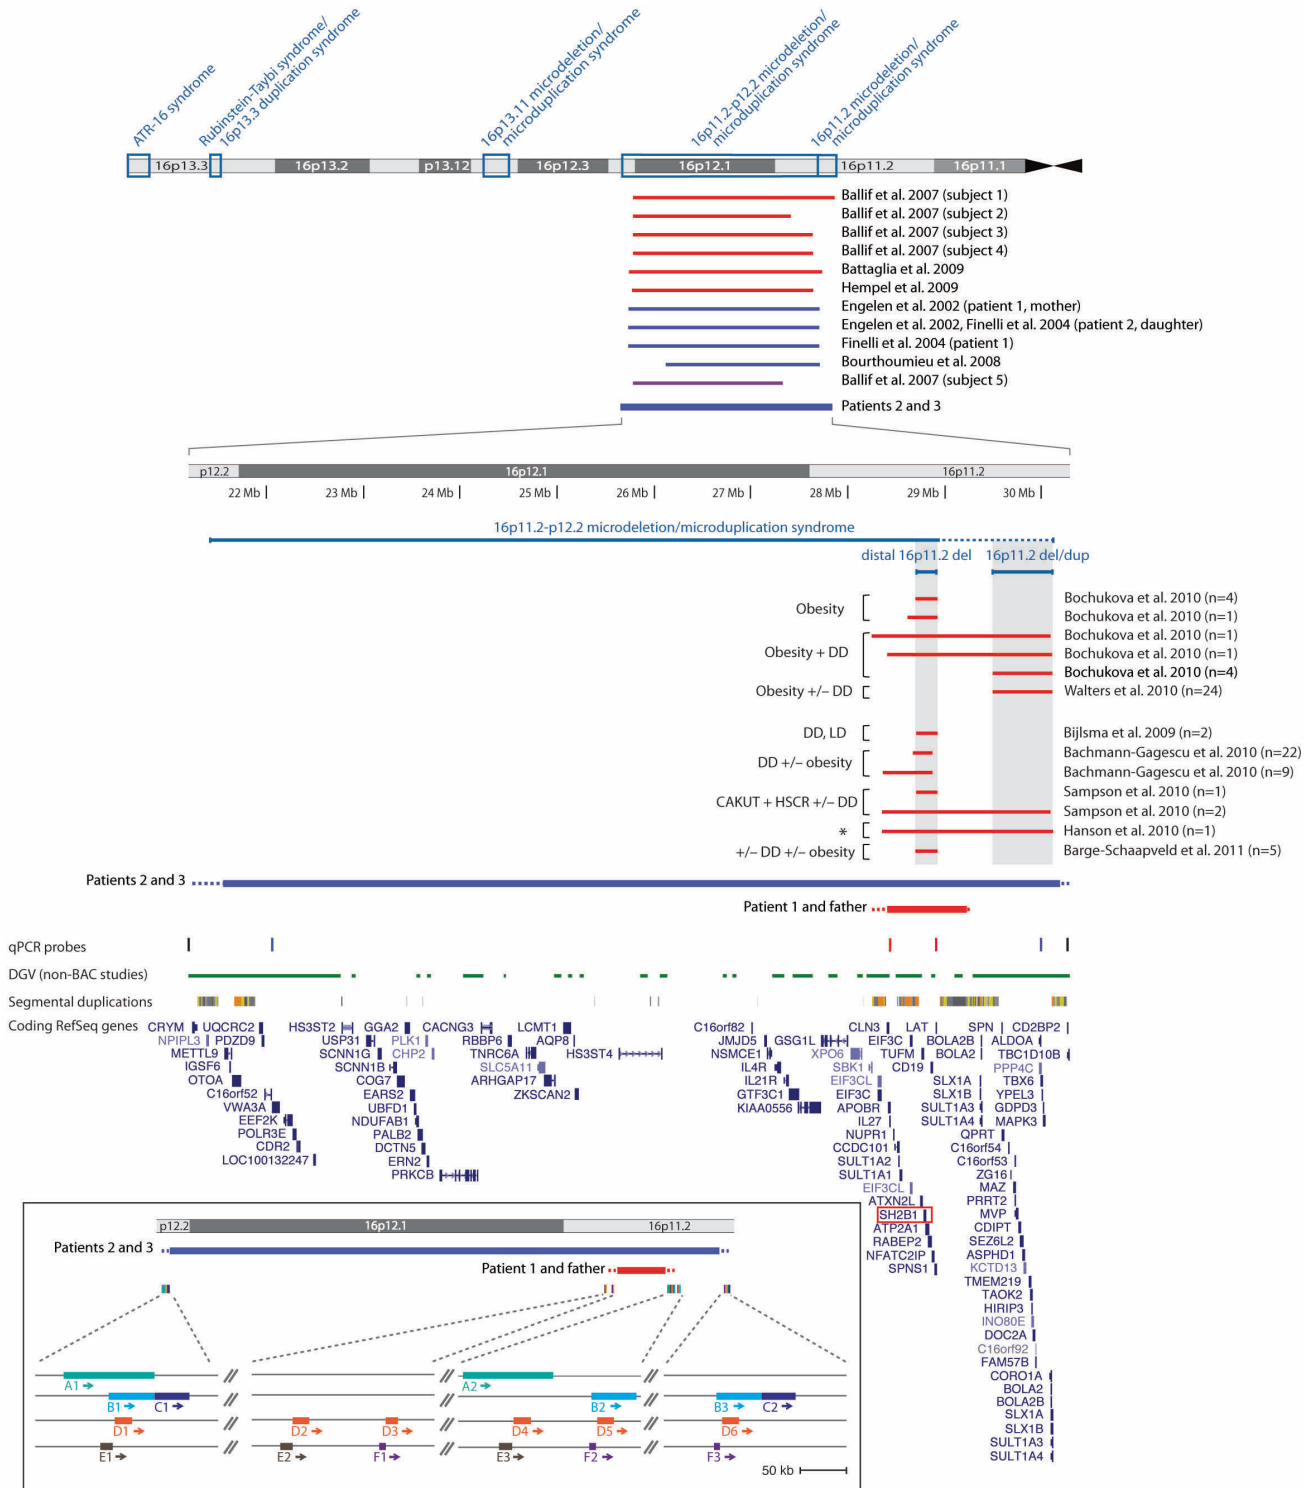 ATR-16 syndrome
Rubinstein-Taybi syndrome/
16p13.3 duplication syndrome
16p13.11 microdeletion/
microduplication syndrome
16p11.2-p12.2 microdeletion/
microduplication syndrome
16p11.2 microdeletion/
microduplication syndrome
16p13.3 16p13.2 p13.12 16p12.3 16p12.1 16p11.2 16p11.1
Ballif et al. 2007 (subject 1)
Ballif et al. 2007 (subject 2)
Ballif et al. 2007 (subject 3)
Ballif et al. 2007 (subject 4)
Battaglia et al. 2009
Hempel et al. 2009
Engelen et al. 2002 (patient 1, mother)
Engelen et al. 2002, Finelli et al. 2004 (patient 2, daughter)
Finelli et al. 2004 (patient 1)
Bourthoumieu et al. 2008
Ballif et al. 2007 (subject 5)
Patients 2 and 3
p12.2 16p12.1 16p11.2
22 Mb 23 Mb 24 Mb 25 Mb 26 Mb 27 Mb 28 Mb 29 Mb 30 Mb
16p11.2-p12.2 microdeletion/microduplication syndrome
distal 16p11.2 del 16p11.2 del/dup
Obesity
Bochukova et al. 2010 (n=4)
Bochukova et al. 2010 (n=1)
Obesity + DD
Bochukova et al. 2010 (n=1)
Bochukova et al. 2010 (n=1)
Bochukova et al. 2010 (n=4)
Obesity +/– DD Walters et al. 2010 (n=24)
DD, LD Bijlsma et al. 2009 (n=2)
DD +/– obesity
Bachmann-Gagescu et al. 2010 (n=22)
Bachmann-Gagescu et al. 2010 (n=9)
CAKUT + HSCR +/– DD
Sampson et al. 2010 (n=1)
Sampson et al. 2010 (n=2)
* Hanson et al. 2010 (n=1)
+/– DD +/– obesity Barge-Schaapveld et al. 2011 (n=5)
Patients 2 and 3
Patient 1 and father
qPCR probes
DGV (non-BAC studies)
Segmental duplications
Coding RefSeq genes
CRYM UQCRC2 HS3ST2 GGA2 CACNG3 LCMT1 C16orf82 CLN3 LAT SPN CD2BP2
NPIPL3 PDZD9 USP31 PLK1 RBBP6 AQP8 JMJD5 GSG1L EIF3C BOLA2B ALDOA
METTL9 SCNN1G CHP2 TNRC6A HS3ST4 NSMCE1 XPO6 TUFM BOLA2 TBC1D10B
IGSF6 SCNN1B SLC5A11 IL4R SBK1 CD19 PPP4C
OTOA COG7 ARHGAP17 IL21R EIF3CL SLX1A TBX6
C16orf52 EARS2 ZKSCAN2 GTF3C1 EIF3C SLX1B YPEL3
VWA3A UBFD1 KIAA0556 APOBR SULT1A3 GDPD3
EEF2K NDUFAB1 IL27 SULT1A4 MAPK3
POLR3E PALB2 NUPR1 QPRT
CDR2 DCTN5 CCDC101 C16orf54
LOC100132247 ERN2 SULT1A2 C16orf53
PRKCB SULT1A1 ZG16
EIF3CL MAZ
ATXN2L PRRT2
SH2B1 MVP
ATP2A1 CDIPT
RABEP2 SEZ6L2
NFATC2IP ASPHD1
SPNS1 KCTD13
TMEM219
TAOK2
HIRIP3
INO80E
DOC2A
C16orf92
FAM57B
CORO1A
BOLA2
BOLA2B
SLX1A
SLX1B
SULT1A3
SULT1A4
p12.2 16p12.1 16p11.2
Patients 2 and 3
Patient 1 and father
A1 A2
B1 C1 B2 B3 C2
D1 D2 D3 D4 D5 D6
E1 E2 F1 E3 F2 F3
50 kb